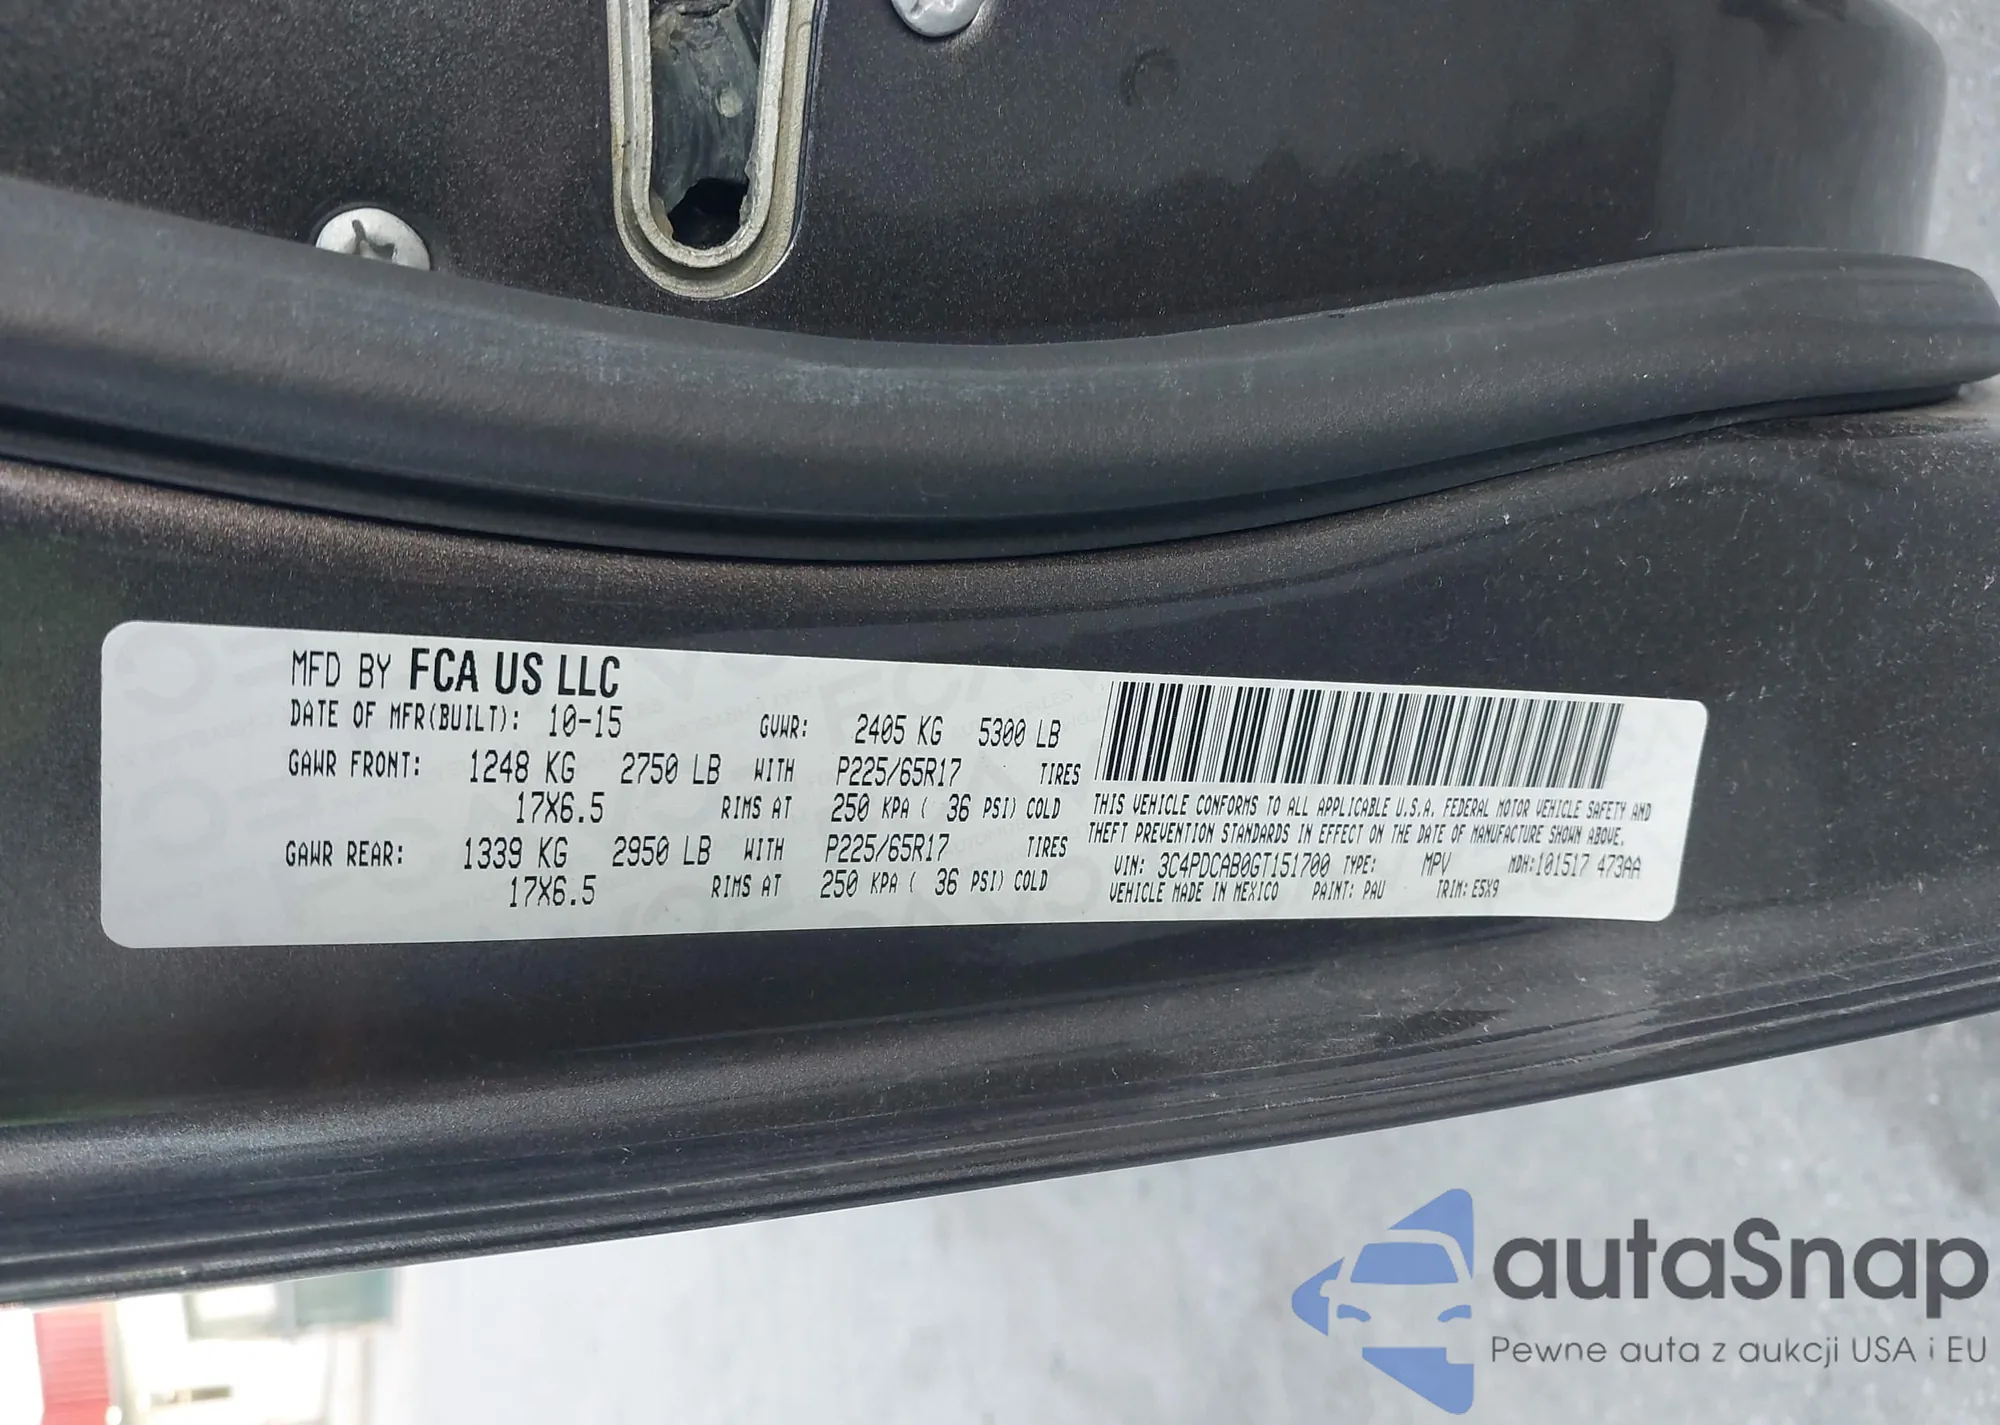 MFD BY FCA US LLC
DATE OF MFR(BUILT): 10-15 GVWR: 2405 KG 5300 LB
GAWR FRONT: 1248 KG 2750 LB WITH P225/65R17 TIRES
17X6.5 RIMS AT 250 KPA ( 36 PSI) COLD
GAWR REAR: 1339 KG 2950 LB WITH P225/65R17 TIRES
17X6.5 RIMS AT 250 KPA ( 36 PSI) COLD
THIS VEHICLE CONFORMS TO ALL APPLICABLE U.S.A. FEDERAL MOTOR VEHICLE SAFETY AND
THEFT PREVENTION STANDARDS IN EFFECT ON THE DATE OF MANUFACTURE SHOWN ABOVE.
VIN: 3C4PDCAB0GT151700 TYPE: MPV MDH:101517 473AA
VEHICLE MADE IN MEXICO PAINT: PAU TRIM: E5X9
autaSnap
Pewne auta z aukcji USA i EU